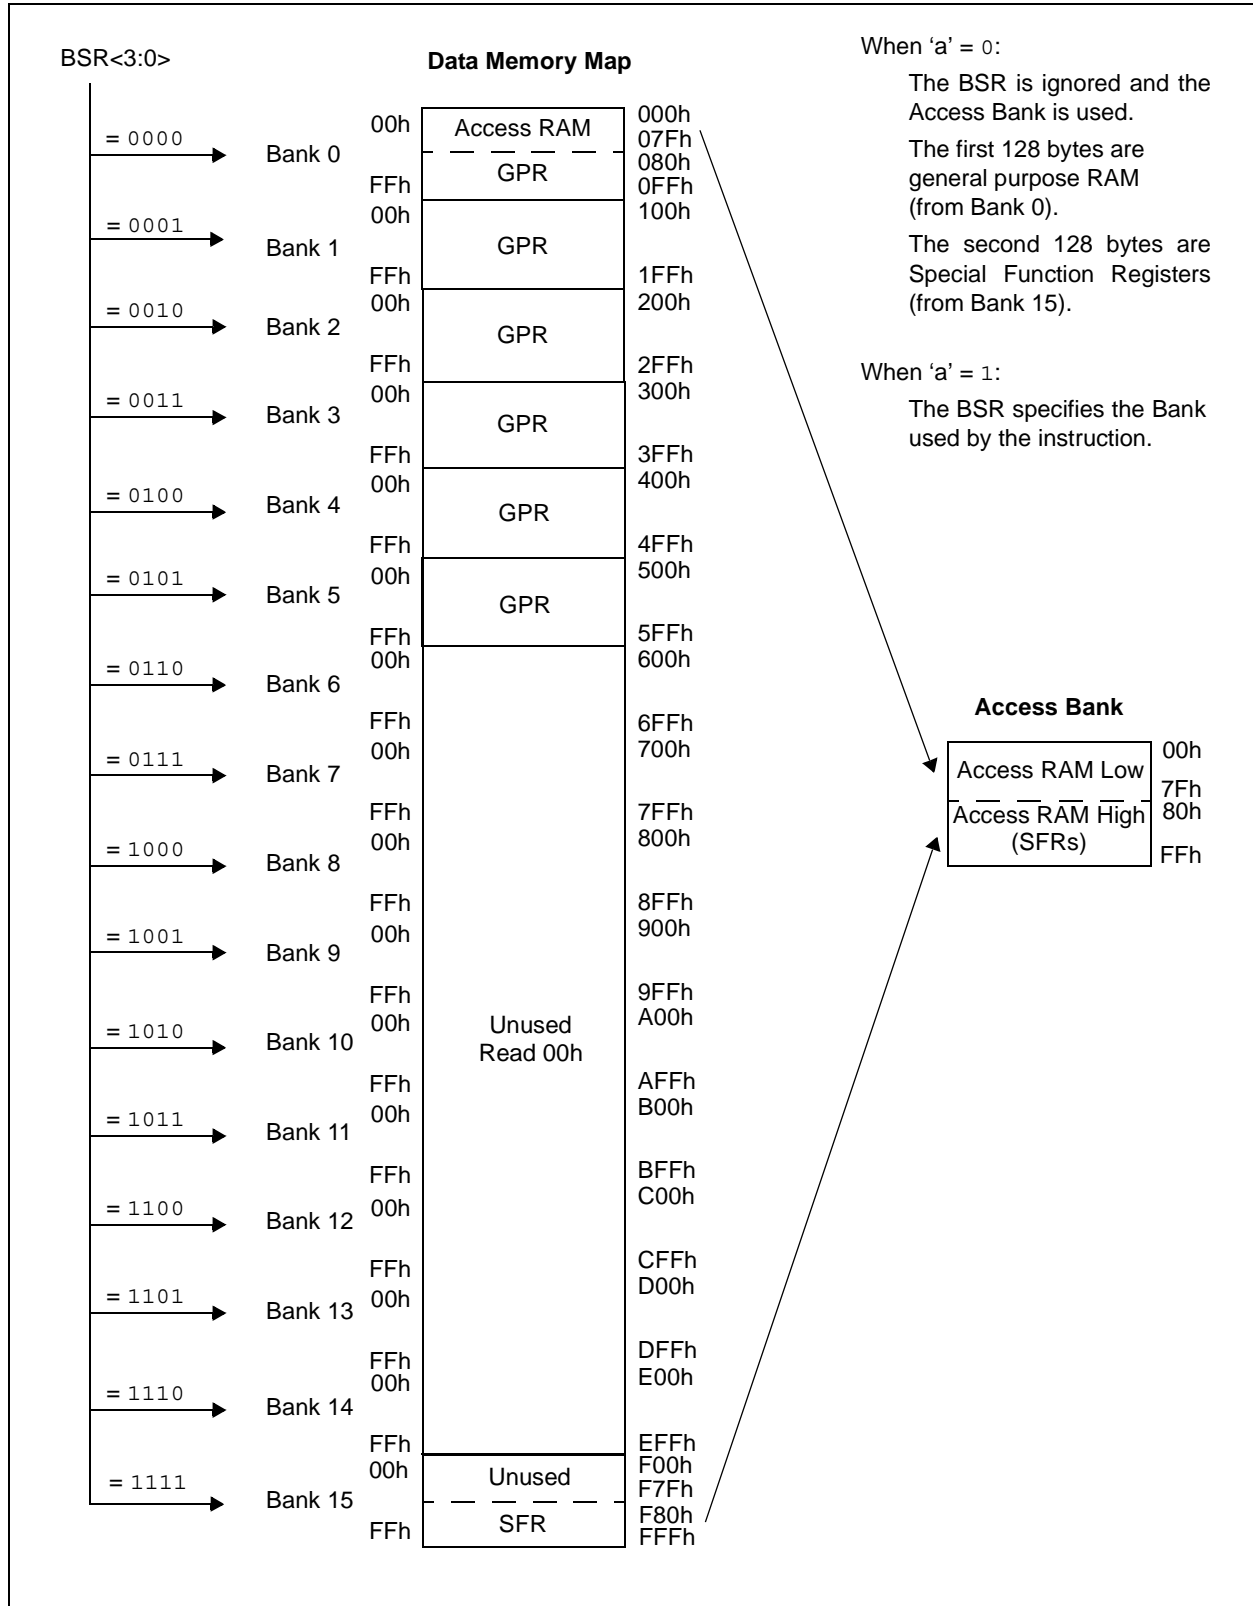 BSR<3:0>
Data Memory Map
= 0000
Bank 0
00h
Access RAM
000h
07Fh
GPR
080h
FFh
0FFh
= 0001
Bank 1
00h
GPR
100h
FFh
1FFh
= 0010
Bank 2
00h
GPR
200h
FFh
2FFh
= 0011
Bank 3
00h
GPR
300h
FFh
3FFh
= 0100
Bank 4
00h
GPR
400h
FFh
4FFh
= 0101
Bank 5
00h
GPR
500h
FFh
5FFh
= 0110
Bank 6
00h
600h
FFh
6FFh
= 0111
Bank 7
00h
700h
FFh
7FFh
= 1000
Bank 8
00h
800h
FFh
8FFh
= 1001
Bank 9
00h
900h
FFh
9FFh
= 1010
Bank 10
00h
Unused
Read 00h
A00h
FFh
AFFh
= 1011
Bank 11
00h
B00h
FFh
BFFh
= 1100
Bank 12
00h
C00h
FFh
CFFh
= 1101
Bank 13
00h
D00h
FFh
DFFh
= 1110
Bank 14
00h
E00h
FFh
EFFh
= 1111
Bank 15
00h
Unused
F00h
F7Fh
SFR
F80h
FFh
FFFh
When ‘a’ = 0:
The BSR is ignored and the
Access Bank is used.
The first 128 bytes are
general purpose RAM
(from Bank 0).
The second 128 bytes are
Special Function Registers
(from Bank 15).
When ‘a’ = 1:
The BSR specifies the Bank
used by the instruction.
Access Bank
Access RAM Low
00h
7Fh
Access RAM High
(SFRs)
80h
FFh